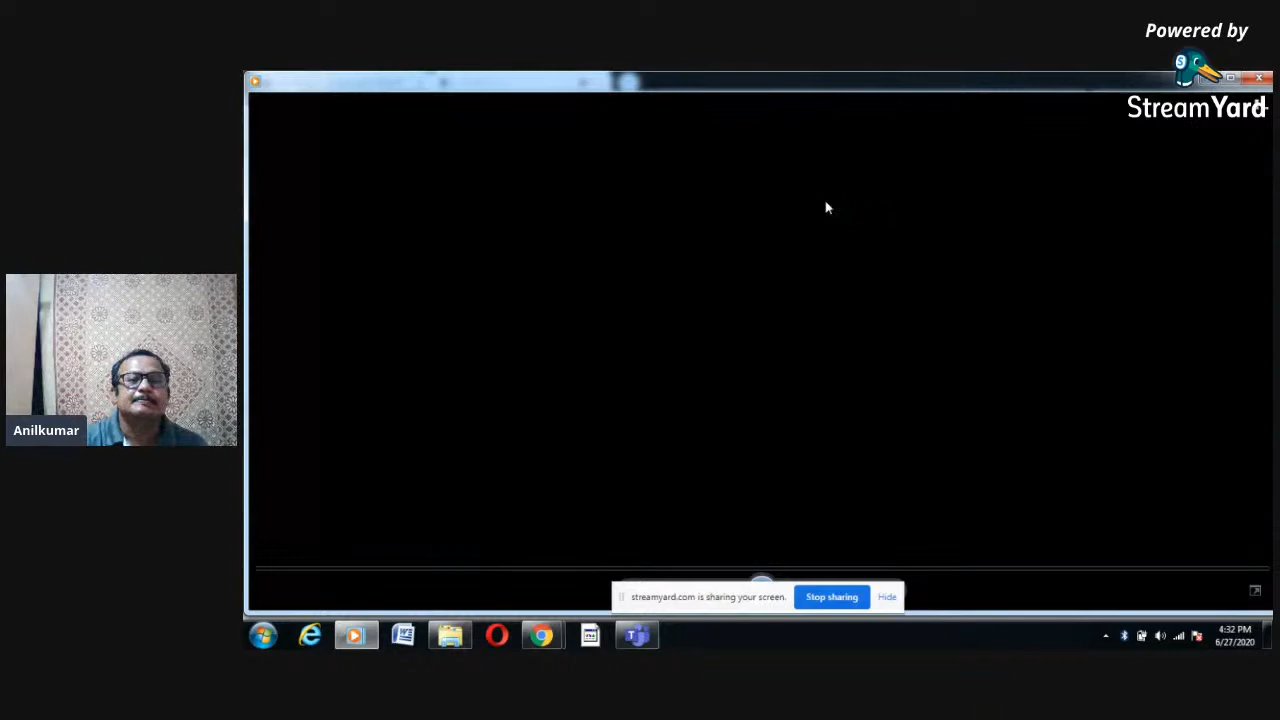 Powered by
StreamYard
Anilkumar
streamyard.com is sharing your screen.
Stop sharing
Hide
4:32 PM
6/27/2020